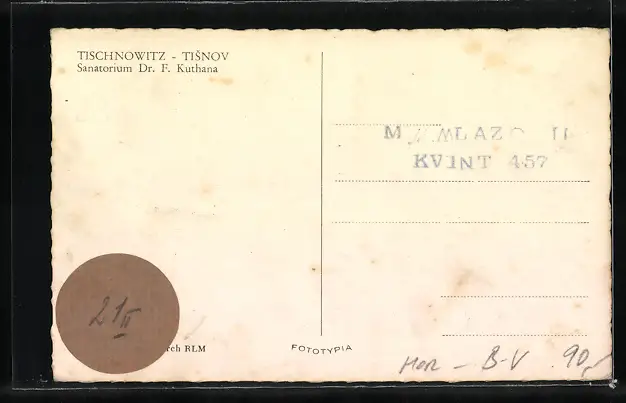 TISCHNOWITZ - TIŠNOV
Sanatorium Dr. F. Kuthana
KVINT 457
21 II
rch RLM
FOTOTYPIA
Mor - B-V 90,-